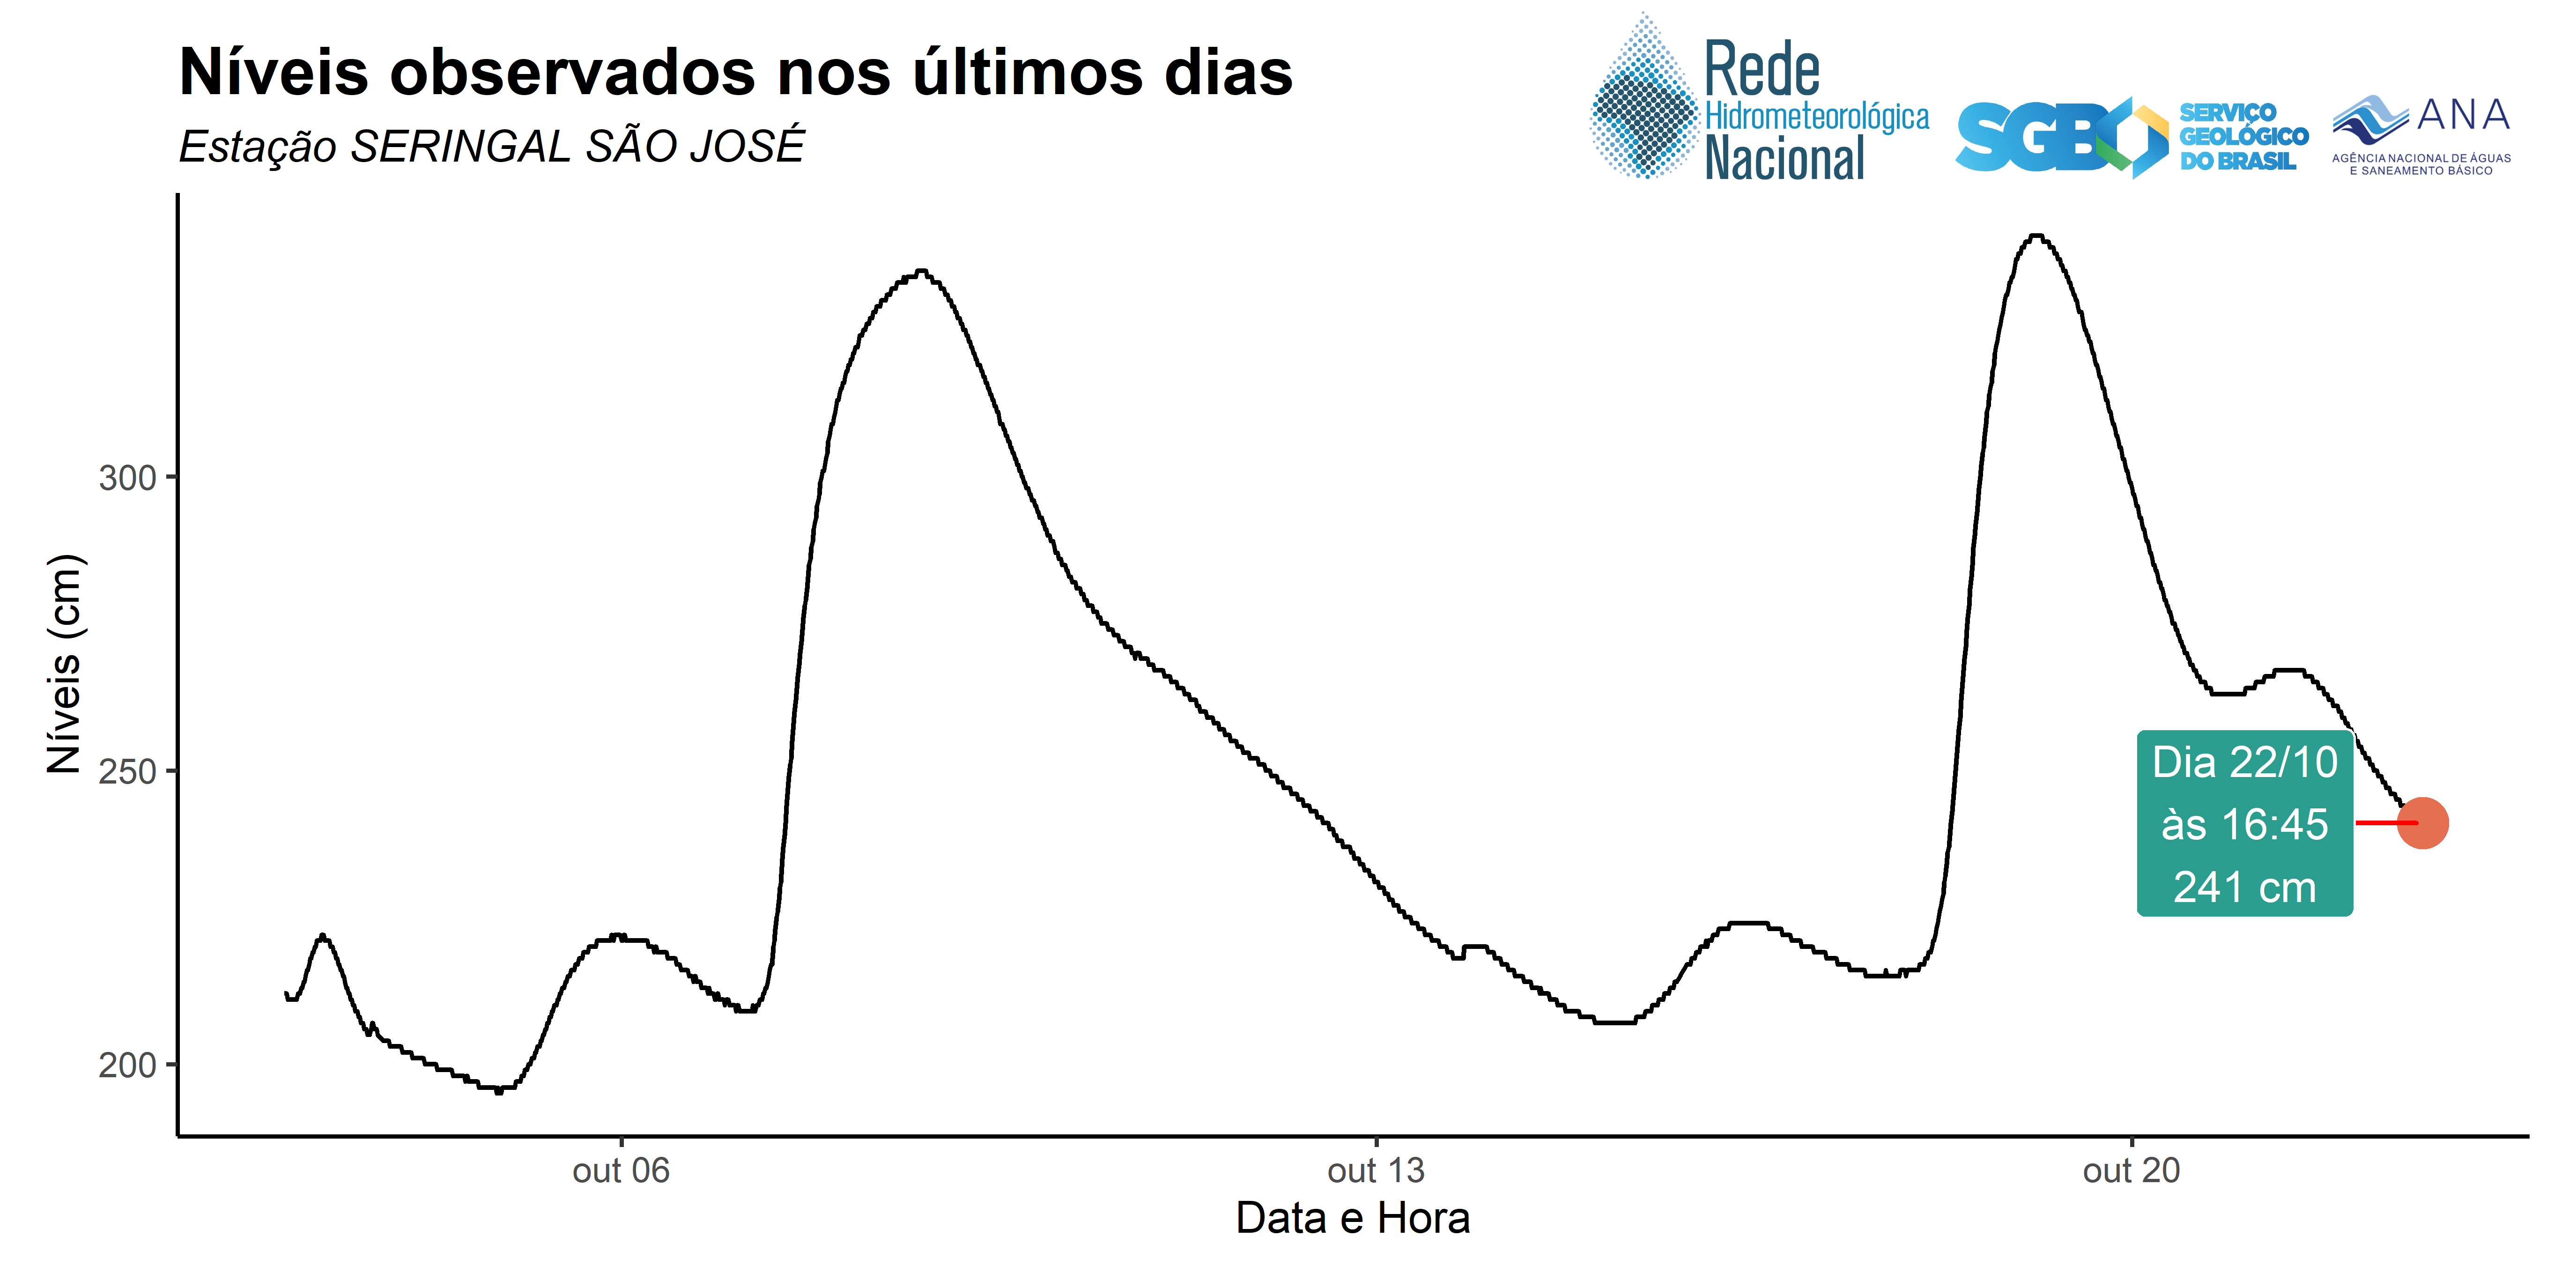 Níveis observados nos últimos dias
Estação SERINGAL SÃO JOSÉ
Rede
Hidrometeorológica
Nacional
SGB
SERVIÇO
GEOLÓGICO
DO BRASIL
ANA
AGÊNCIA NACIONAL DE ÁGUAS
E SANEAMENTO BÁSICO
Níveis (cm)
300
250
200
Dia 22/10
às 16:45
241 cm
out 06
out 13
out 20
Data e Hora